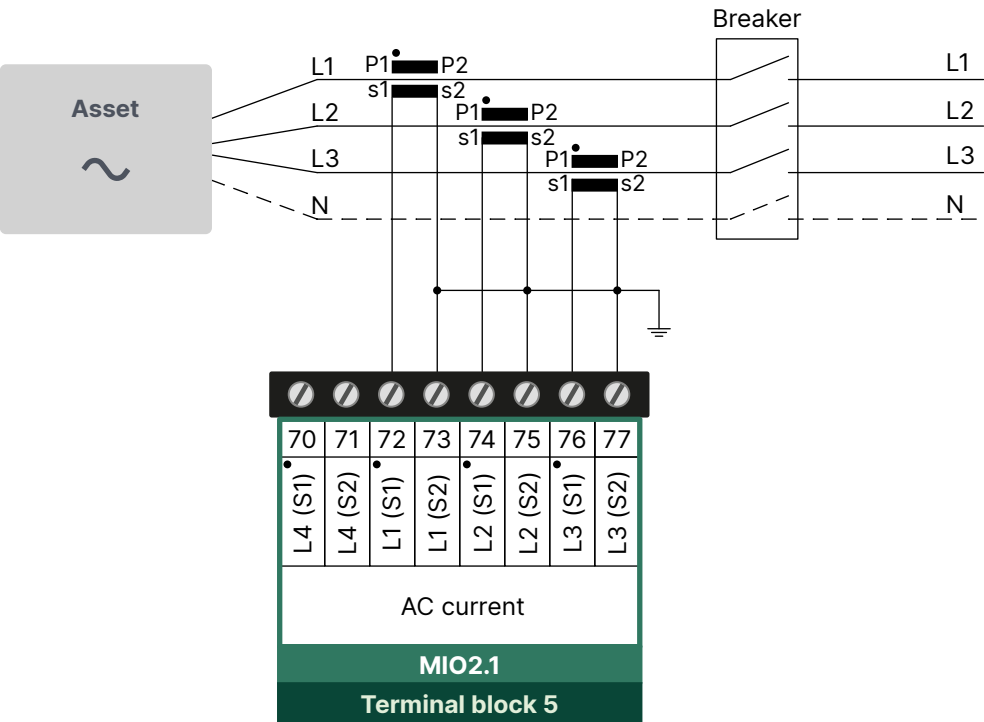 Breaker
L1 P1 P2 L1
Asset s1 s2
L2 P1 P2 L2
s1 s2
L3 P1 P2 L3
s1 s2
N N
70 71 72 73 74 75 76 77
L4 (S1) L4 (S2) L1 (S1) L1 (S2) L2 (S1) L2 (S2) L3 (S1) L3 (S2)
AC current
MIO2.1
Terminal block 5